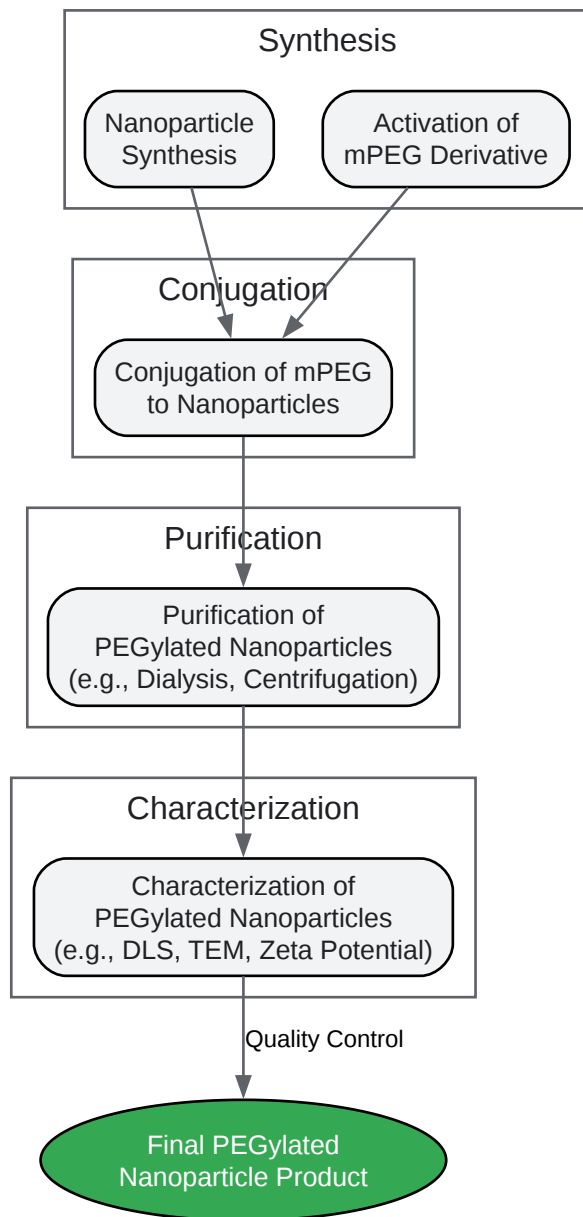 Synthesis
Nanoparticle
Synthesis
Activation of
mPEG Derivative
Conjugation
Conjugation of mPEG
to Nanoparticles
Purification
Purification of
PEGylated Nanoparticles
(e.g., Dialysis, Centrifugation)
Characterization
Characterization of
PEGylated Nanoparticles
(e.g., DLS, TEM, Zeta Potential)
Quality Control
Final PEGylated
Nanoparticle Product